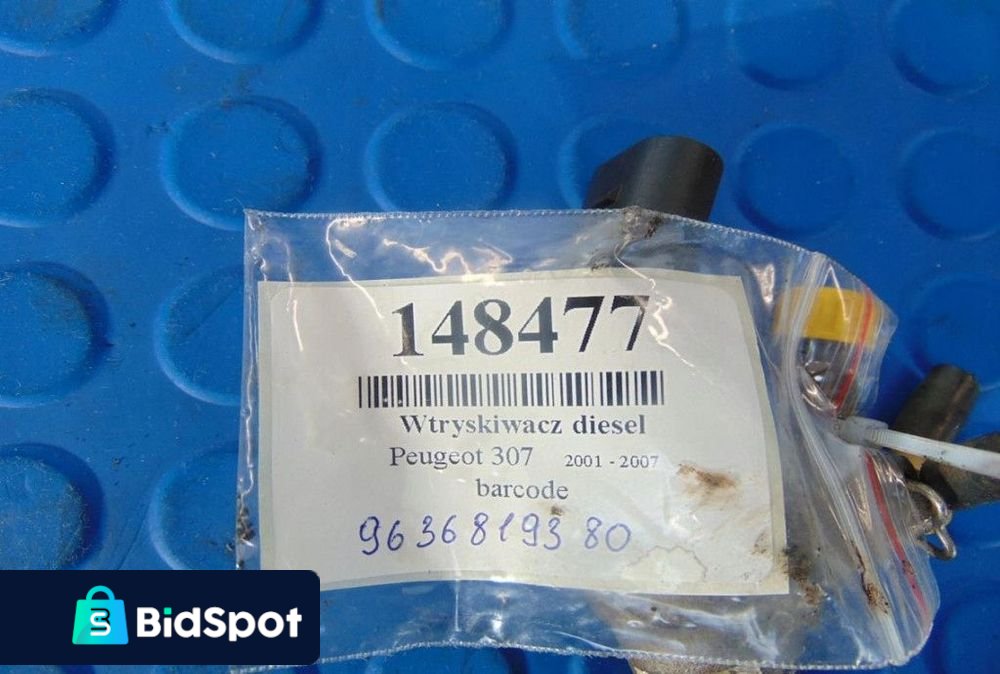 148477
Wtryskiwacz diesel
Peugeot 307 2001 - 2007
barcode
96 368193 80
BidSpot